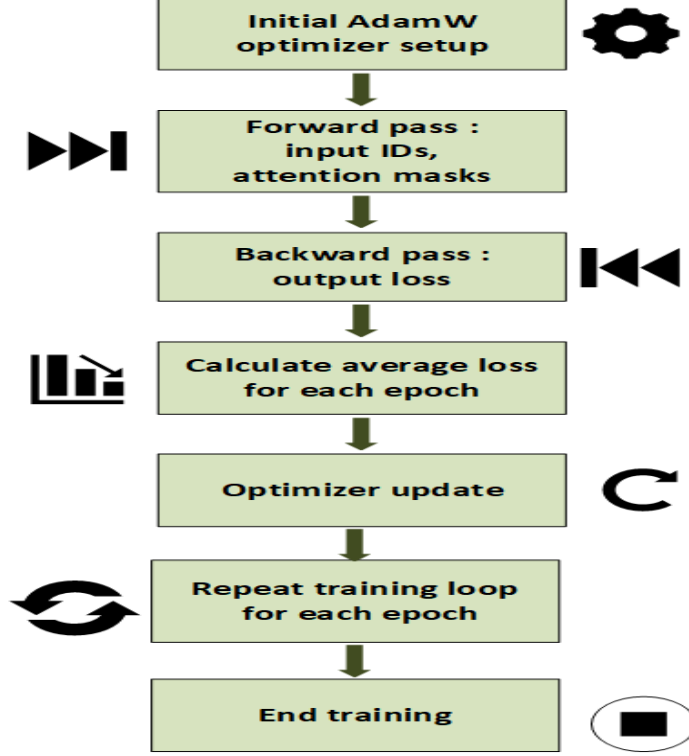 Initial AdamW
optimizer setup
Forward pass :
input IDs,
attention masks
Backward pass :
output loss
Calculate average loss
for each epoch
Optimizer update
Repeat training loop
for each epoch
End training